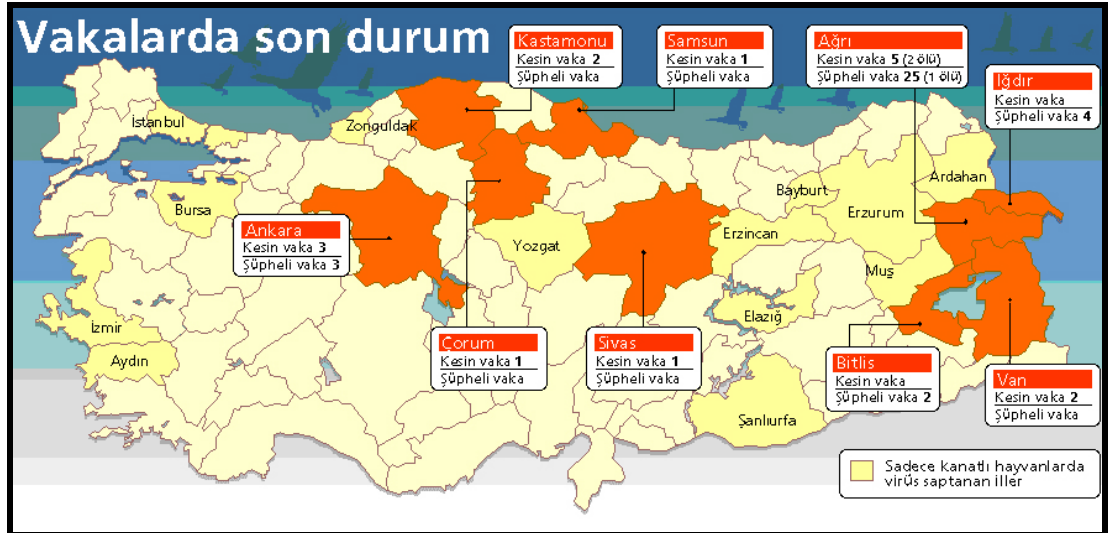 Vakalarda son durum
Kastamonu
Kesin vaka 2
Şüpheli vaka
Samsun
Kesin vaka 1
Şüpheli vaka
Ağrı
Kesin vaka 5 (2 ölü)
Şüpheli vaka 25 (1 ölü)
Iğdır
Kesin vaka
Şüpheli vaka 4
İstanbul
Zonguldak
Ardahan
Bayburt
Bursa
Erzurum
Ankara
Kesin vaka 3
Şüpheli vaka 3
Yozgat
Erzincan
Muş
Elazığ
İzmir
Aydın
Çorum
Kesin vaka 1
Şüpheli vaka
Sivas
Kesin vaka 1
Şüpheli vaka
Bitlis
Kesin vaka
Şüpheli vaka 2
Van
Kesin vaka 2
Şüpheli vaka
Şanlıurfa
Sadece kanatlı hayvanlarda
virüs saptanan iller